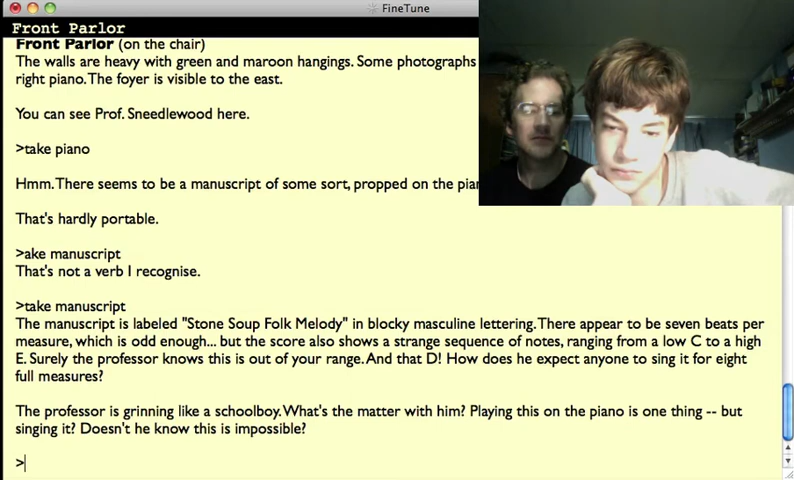 FineTune
Front Parlor
Front Parlor (on the chair)
The walls are heavy with green and maroon hangings. Some photographs
right piano. The foyer is visible to the east.
You can see Prof. Sneedlewood here.
>take piano
Hmm. There seems to be a manuscript of some sort, propped on the pian
That's hardly portable.
>ake manuscript
That's not a verb I recognise.
>take manuscript
The manuscript is labeled "Stone Soup Folk Melody" in blocky masculine lettering. There appear to be seven beats per
measure, which is odd enough... but the score also shows a strange sequence of notes, ranging from a low C to a high
E. Surely the professor knows this is out of your range. And that D! How does he expect anyone to sing it for eight
full measures?
The professor is grinning like a schoolboy. What's the matter with him? Playing this on the piano is one thing -- but
singing it? Doesn't he know this is impossible?
>